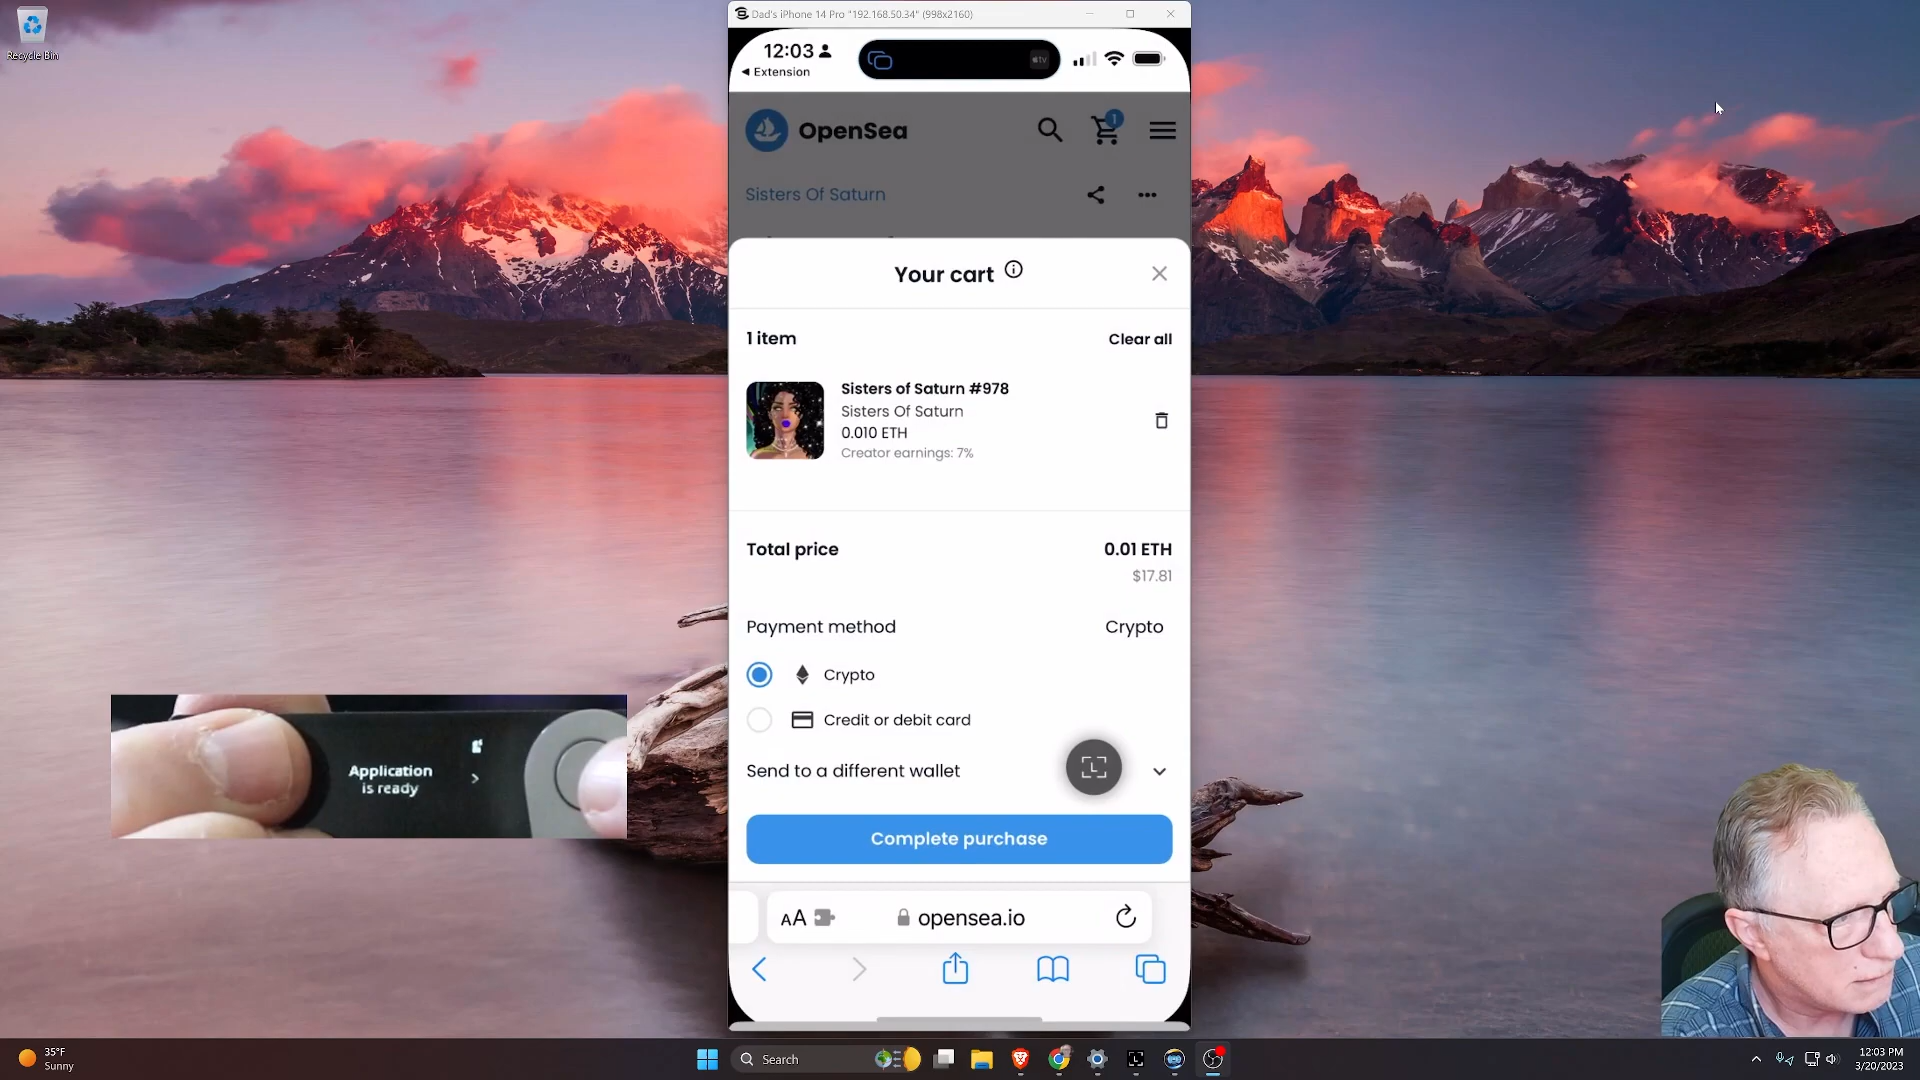 Recycle Bin
Dad's iPhone 14 Pro "192.168.50.34" (998x2160)
12:03
◀ Extension
tv
OpenSea
1
Sisters Of Saturn
Your cart
1 item
Clear all
Sisters of Saturn #978
Sisters Of Saturn
0.010 ETH
Creator earnings: 7%
Total price
0.01 ETH
$17.81
Payment method
Crypto
Crypto
Credit or debit card
Send to a different wallet
Complete purchase
AA
opensea.io
Application
is ready
35°F
Sunny
Search
12:03 PM
3/20/2023